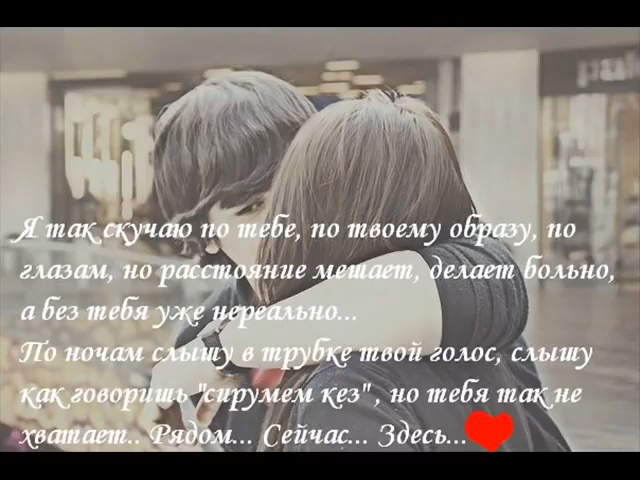 Я так скучаю по тебе, по твоему образу, по
глазам, но расстояние мешает, делает больно,
а без тебя уже нереально...
По ночам слышу в трубке твой голос, слышу
как говоришь "сирумем кез" , но тебя так не
хватает.. Рядом... Сейчас... Здесь...